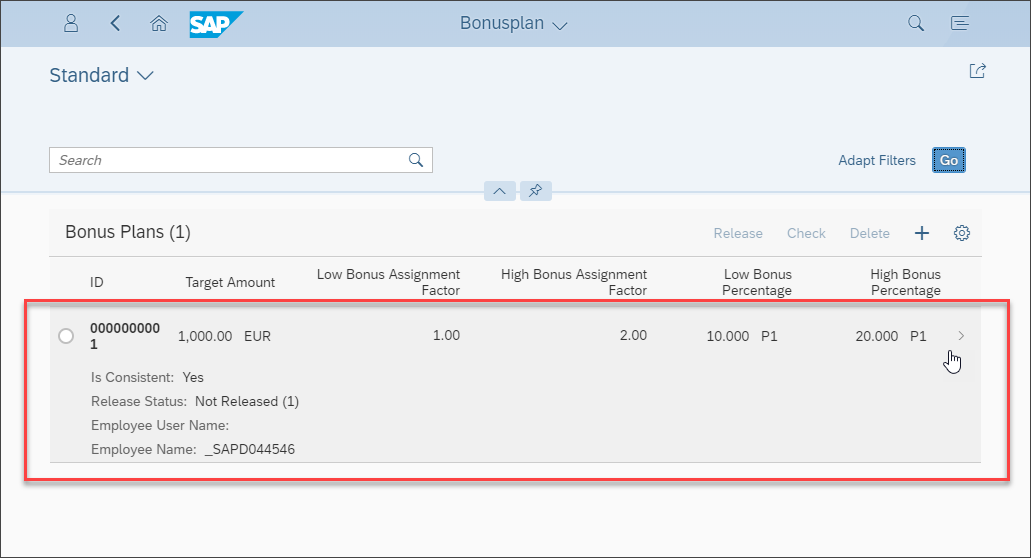 SAP
Bonusplan
Standard
Search
Adapt Filters
Go
Bonus Plans (1)
Release
Check
Delete
ID
Target Amount
Low Bonus Assignment
Factor
High Bonus Assignment
Factor
Low Bonus
Percentage
High Bonus
Percentage
000000000
1
1,000.00 EUR
1.00
2.00
10.000 P1
20.000 P1
Is Consistent: Yes
Release Status: Not Released (1)
Employee User Name:
Employee Name: _SAPD044546